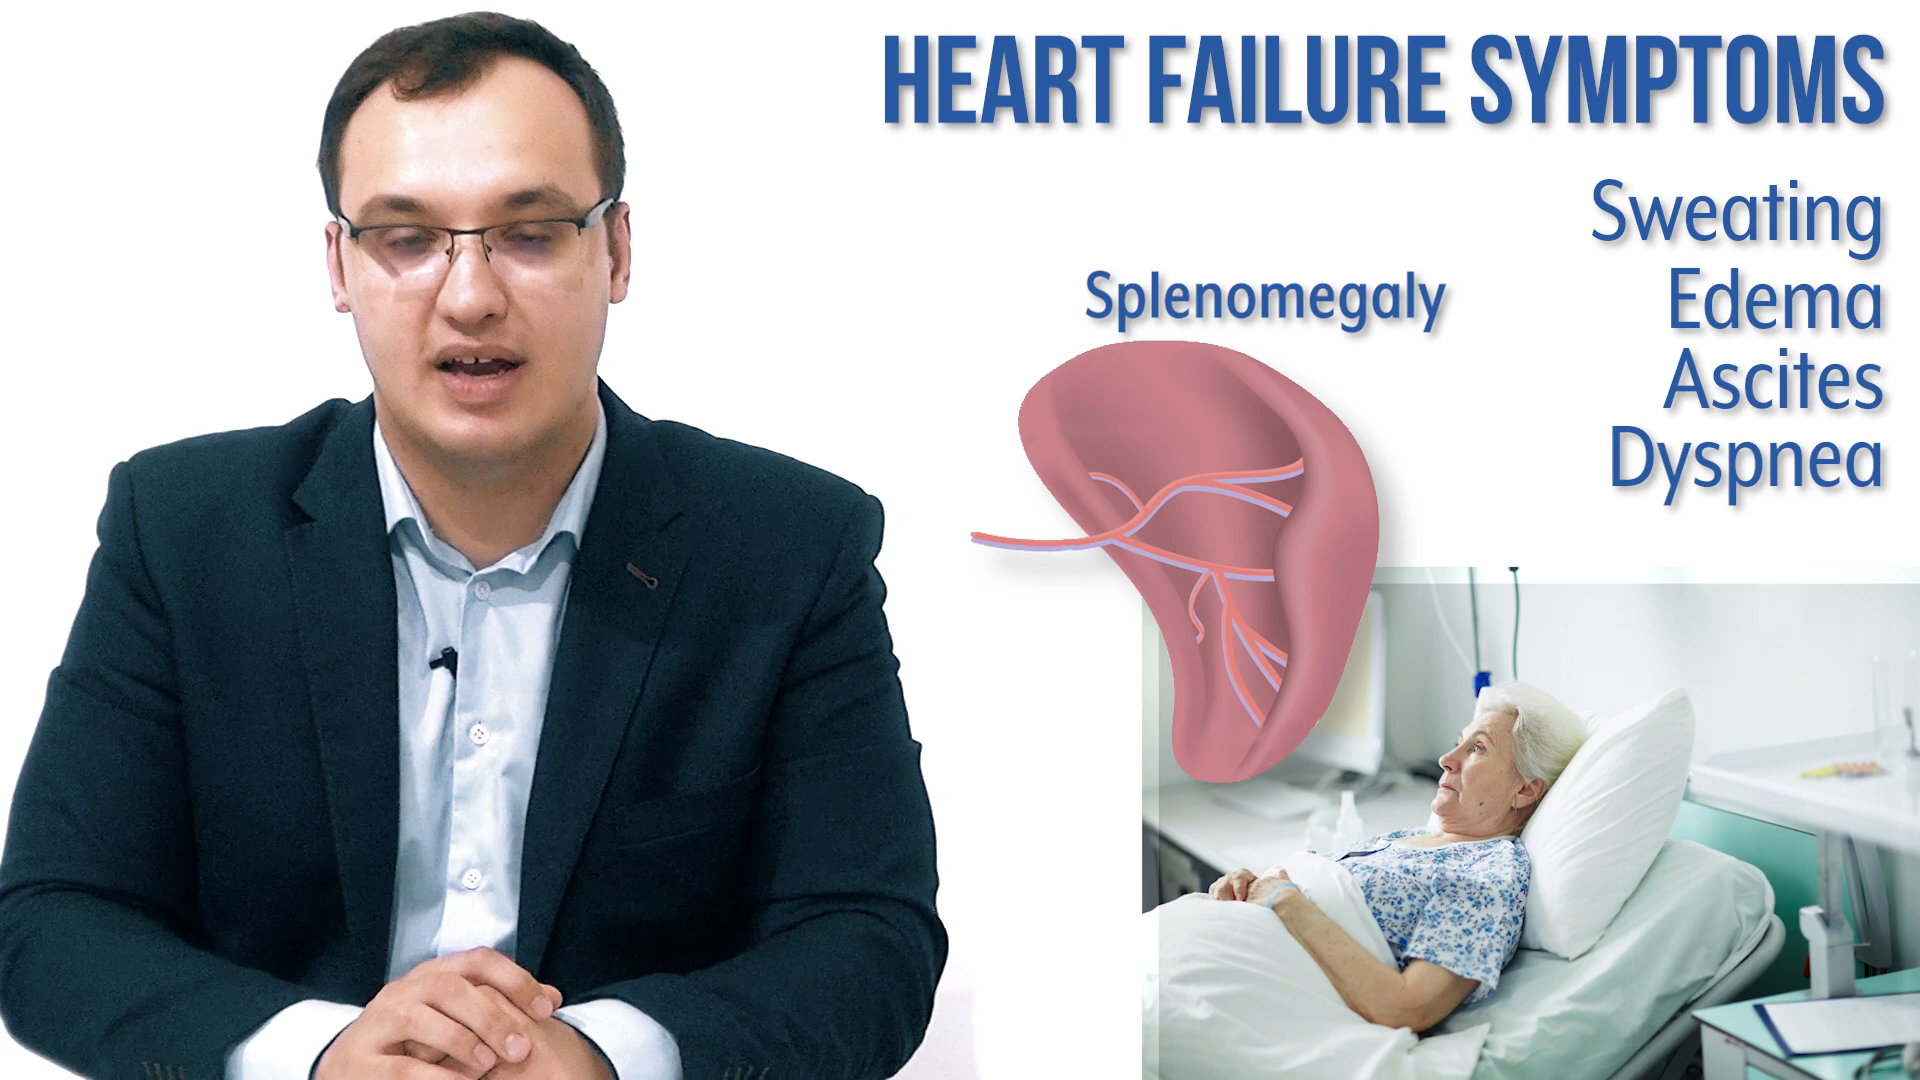 HEART FAILURE SYMPTOMS
Sweating
Edema
Ascites
Dyspnea
Splenomegaly